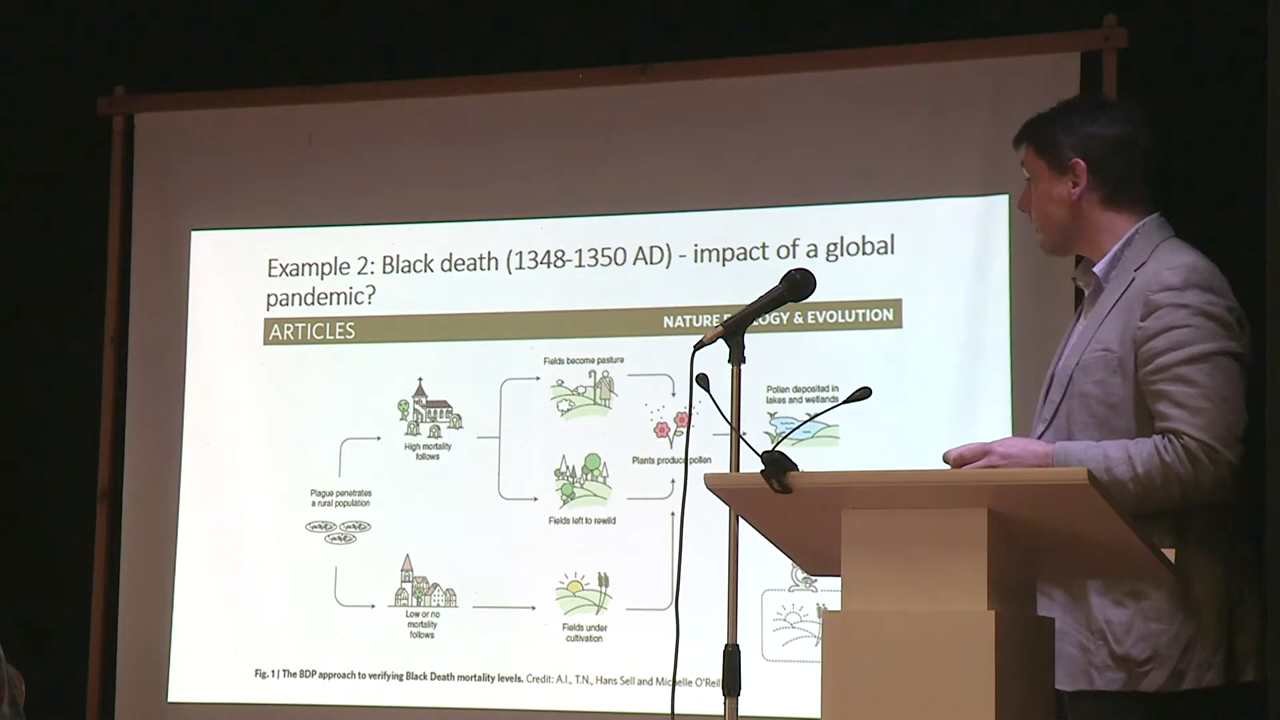 Example 2: Black death (1348-1350 AD) - impact of a global
pandemic?
ARTICLES
NATURE & EVOLUTION
Fields become pasture
Pollen deposited in
lakes and wetlands
High mortality
follows
Plants produce pollen
Plague penetrates
a rural population
Fields left to rewild
Low or no
mortality
follows
Fields under
cultivation
Fig. 1 | The BDP approach to verifying Black Death mortality levels. Credit: A.I., T.N., Hans Sell and Michelle